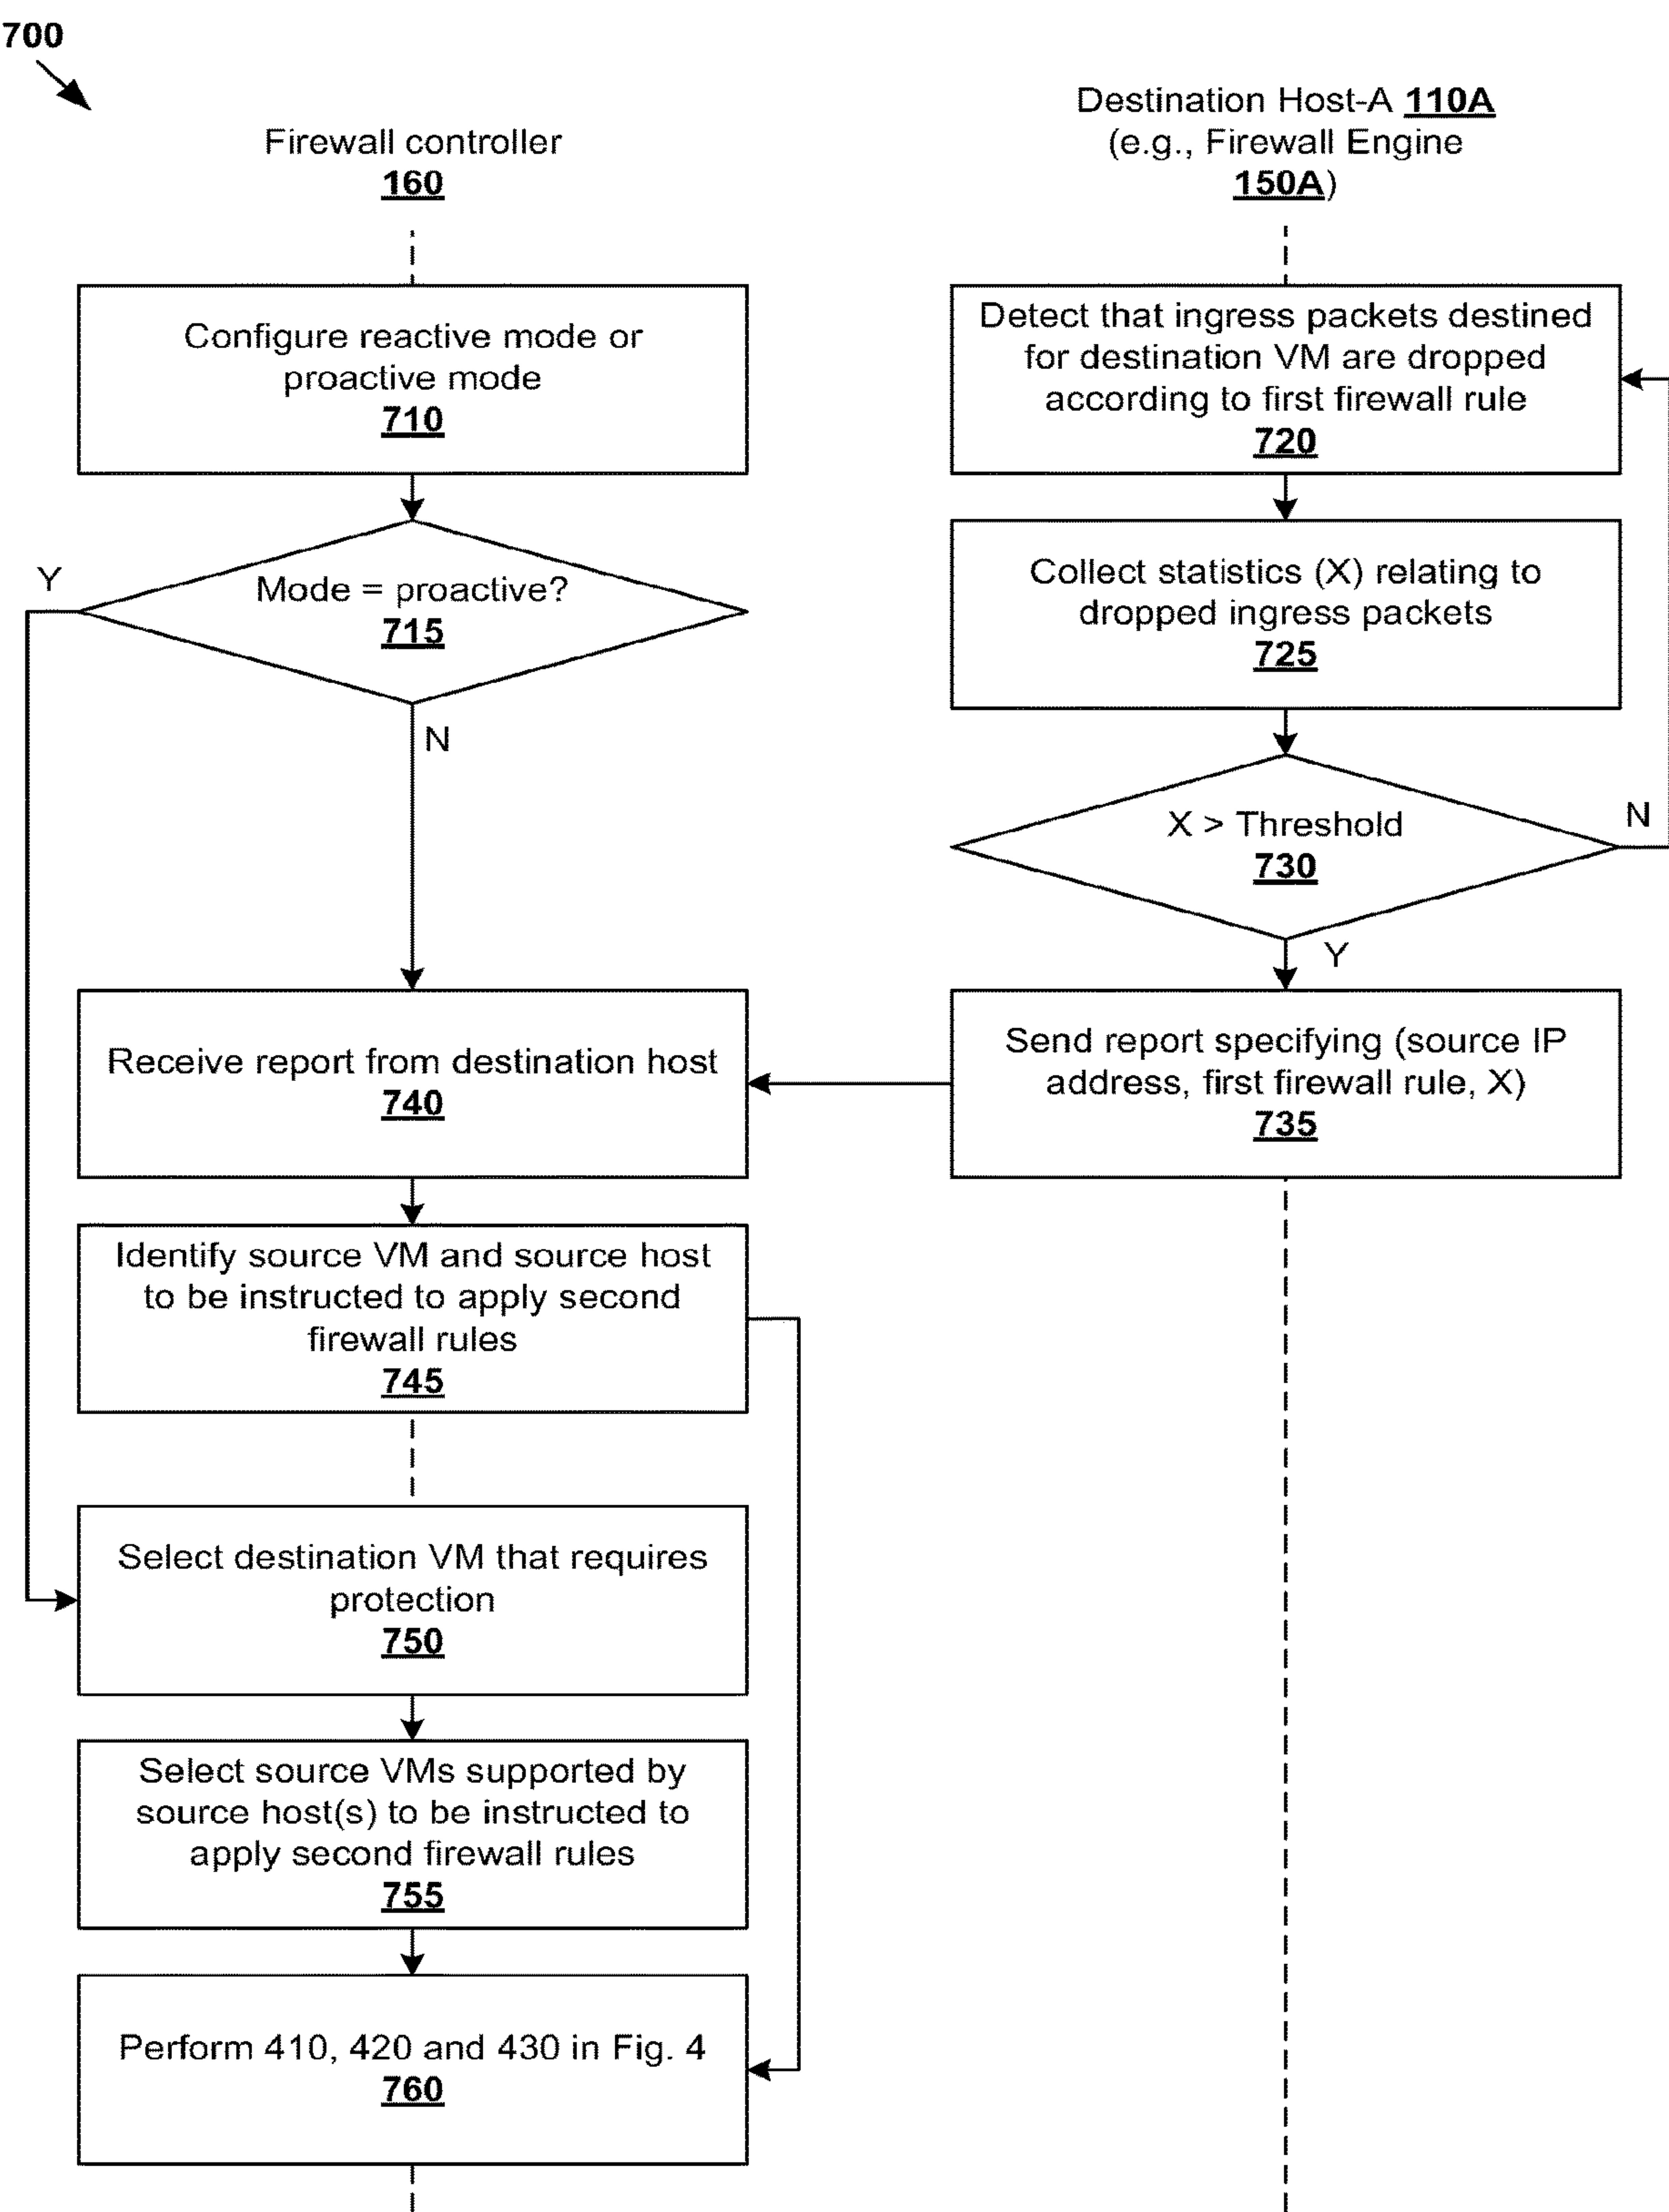 700
Firewall controller
160
Destination Host-A 110A
(e.g., Firewall Engine
150A)
Configure reactive mode or
proactive mode
710
Mode = proactive?
715
Y
N
Detect that ingress packets destined
for destination VM are dropped
according to first firewall rule
720
Collect statistics (X) relating to
dropped ingress packets
725
X > Threshold
730
N
Y
Send report specifying (source IP
address, first firewall rule, X)
735
Receive report from destination host
740
Identify source VM and source host
to be instructed to apply second
firewall rules
745
Select destination VM that requires
protection
750
Select source VMs supported by
source host(s) to be instructed to
apply second firewall rules
755
Perform 410, 420 and 430 in Fig. 4
760